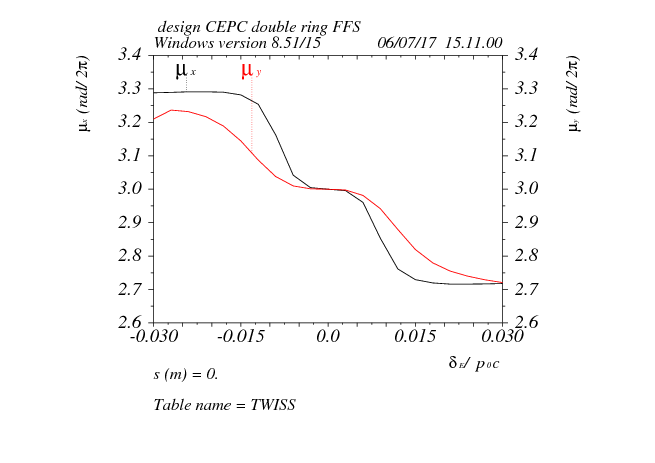 design CEPC double ring FFS
Windows version 8.51/15 06/07/17 15.11.00
3.4 3.4
μx μy
3.3 3.3
μx (rad/ 2π) μy (rad/ 2π)
3.2 3.2
3.1 3.1
3.0 3.0
2.9 2.9
2.8 2.8
2.7 2.7
2.6 2.6
-0.030 -0.015 0.0 0.015 0.030
δE/ p0c
s (m) = 0.
Table name = TWISS